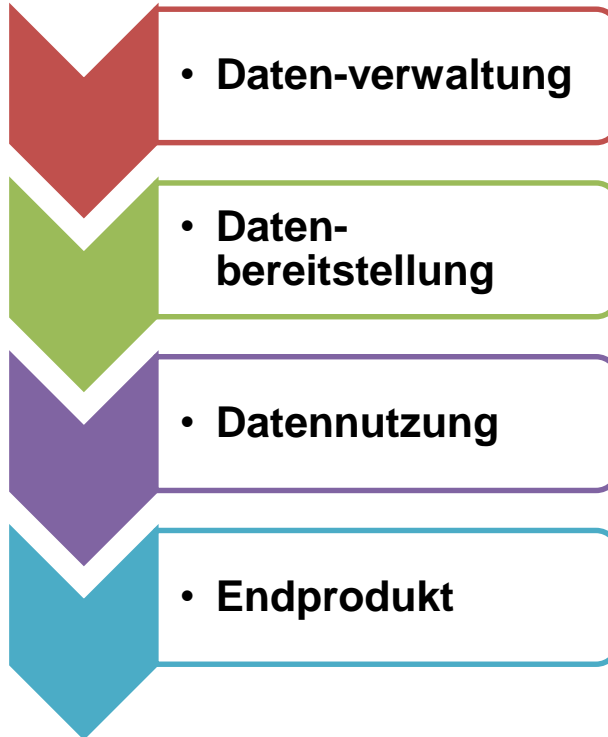 • Daten-verwaltung
• Daten-
bereitstellung
• Datennutzung
• Endprodukt